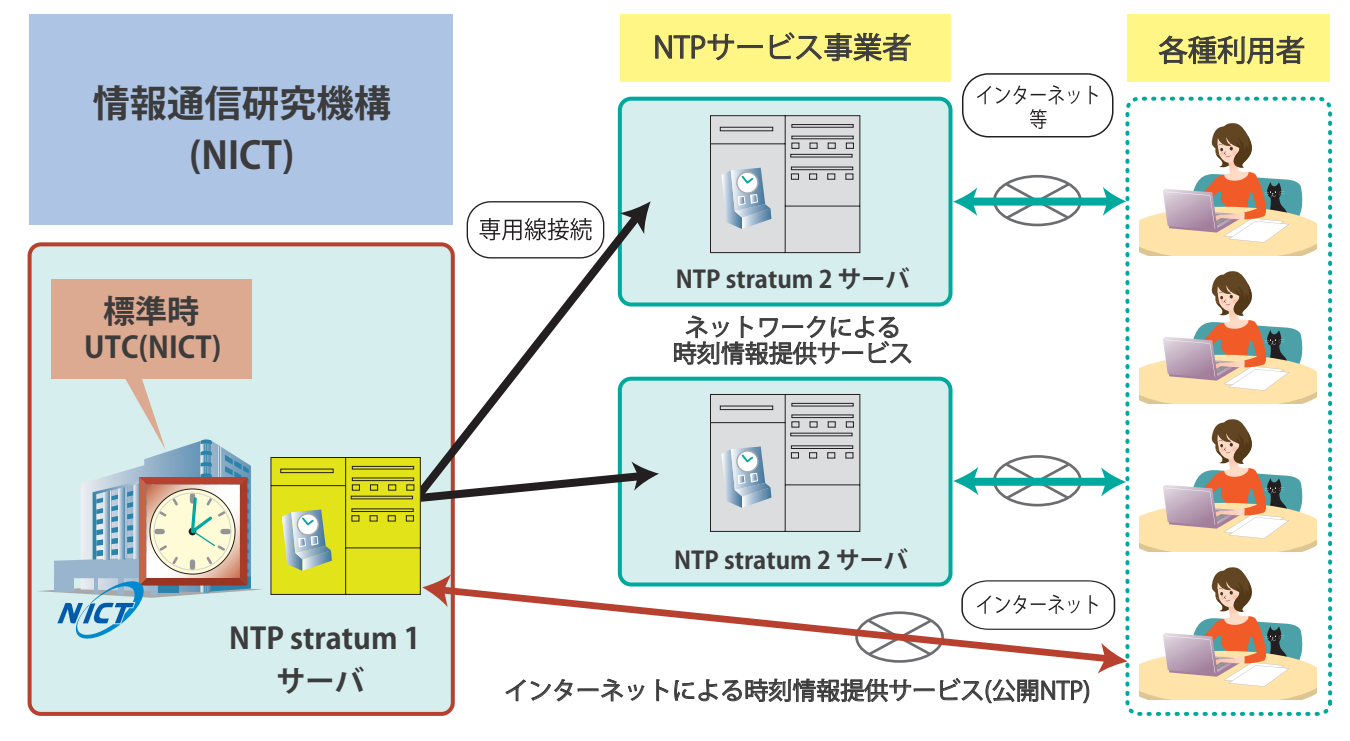 情報通信研究機構
(NICT)
標準時
UTC(NICT)
NICT
NTP stratum 1
サーバ
専用線接続
NTPサービス事業者
NTP stratum 2 サーバ
ネットワークによる
時刻情報提供サービス
NTP stratum 2 サーバ
インターネット
等
各種利用者
インターネット
インターネットによる時刻情報提供サービス(公開NTP)